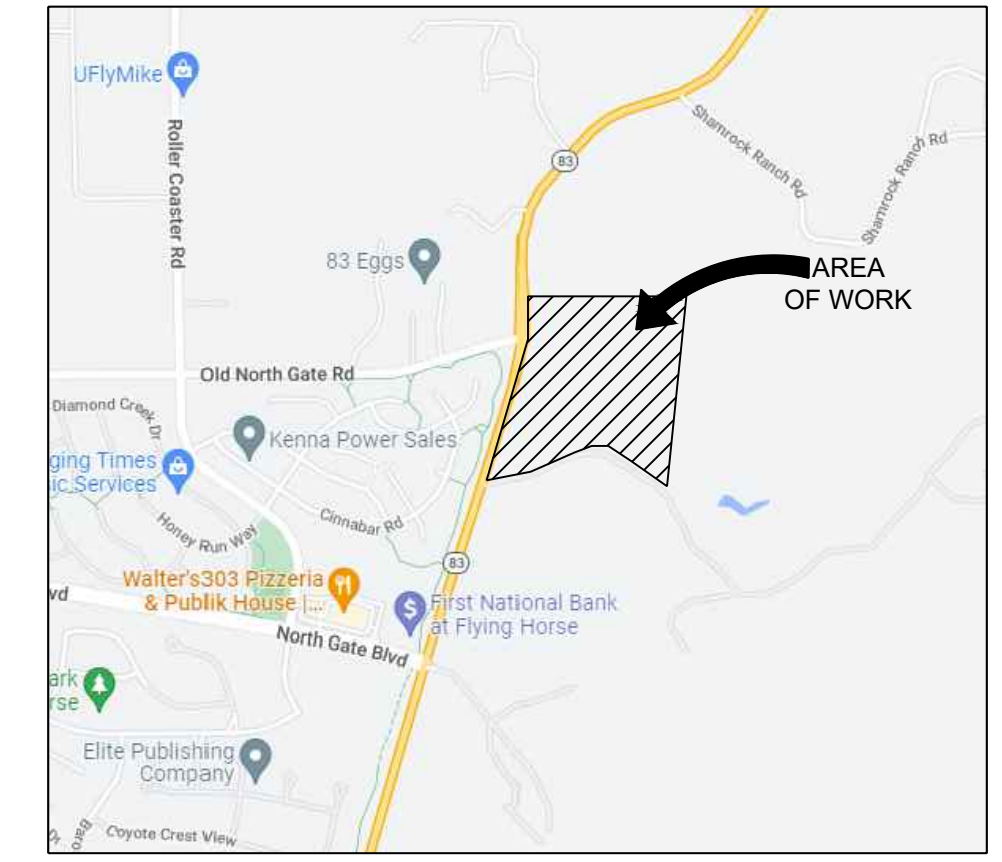 UFlyMike
Roller Coaster Rd
83
Shamrock Ranch Rd
Shamrock Ranch Rd
83 Eggs
AREA
OF WORK
Old North Gate Rd
Diamond Creek Dr
Kenna Power Sales
ging Times
ic Services
Cinnabar Rd
Honey Run Way
83
Walter's303 Pizzeria
& Publik House |...
vd
First National Bank
at Flying Horse
North Gate Blvd
ark
rse
Elite Publishing
Company
Baro
Coyote Crest View